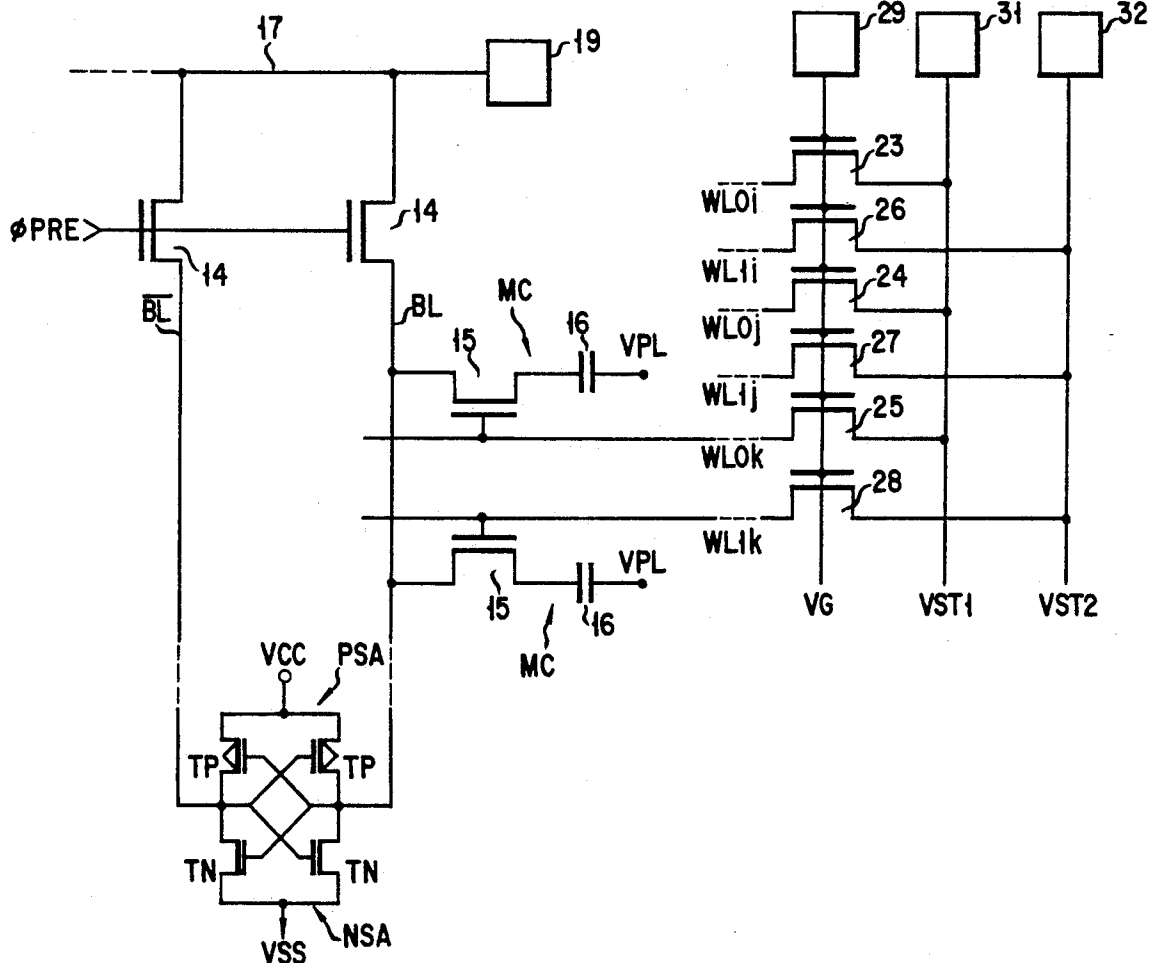 29
31
32
17
19
23
WL0i
26
øPRE
14
14
WL1i
24
BL
BL
MC
16
VPL
WL0j
27
15
WL1j
25
WL0k
28
WL1k
VPL
15
16
MC
VG
VST1
VST2
VCC
PSA
TP
TP
TN
TN
NSA
VSS